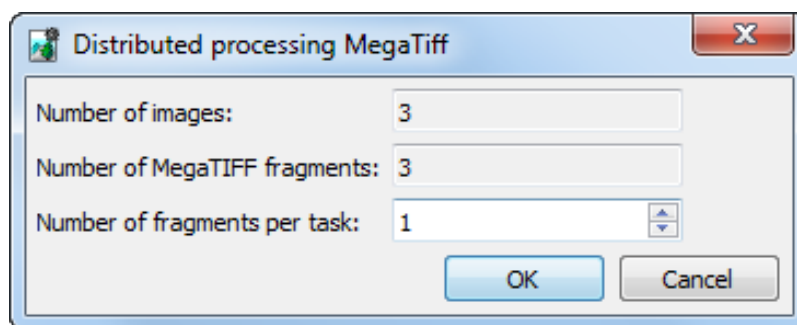 Distributed processing MegaTiff
Number of images: 3
Number of MegaTIFF fragments: 3
Number of fragments per task: 1
OK Cancel